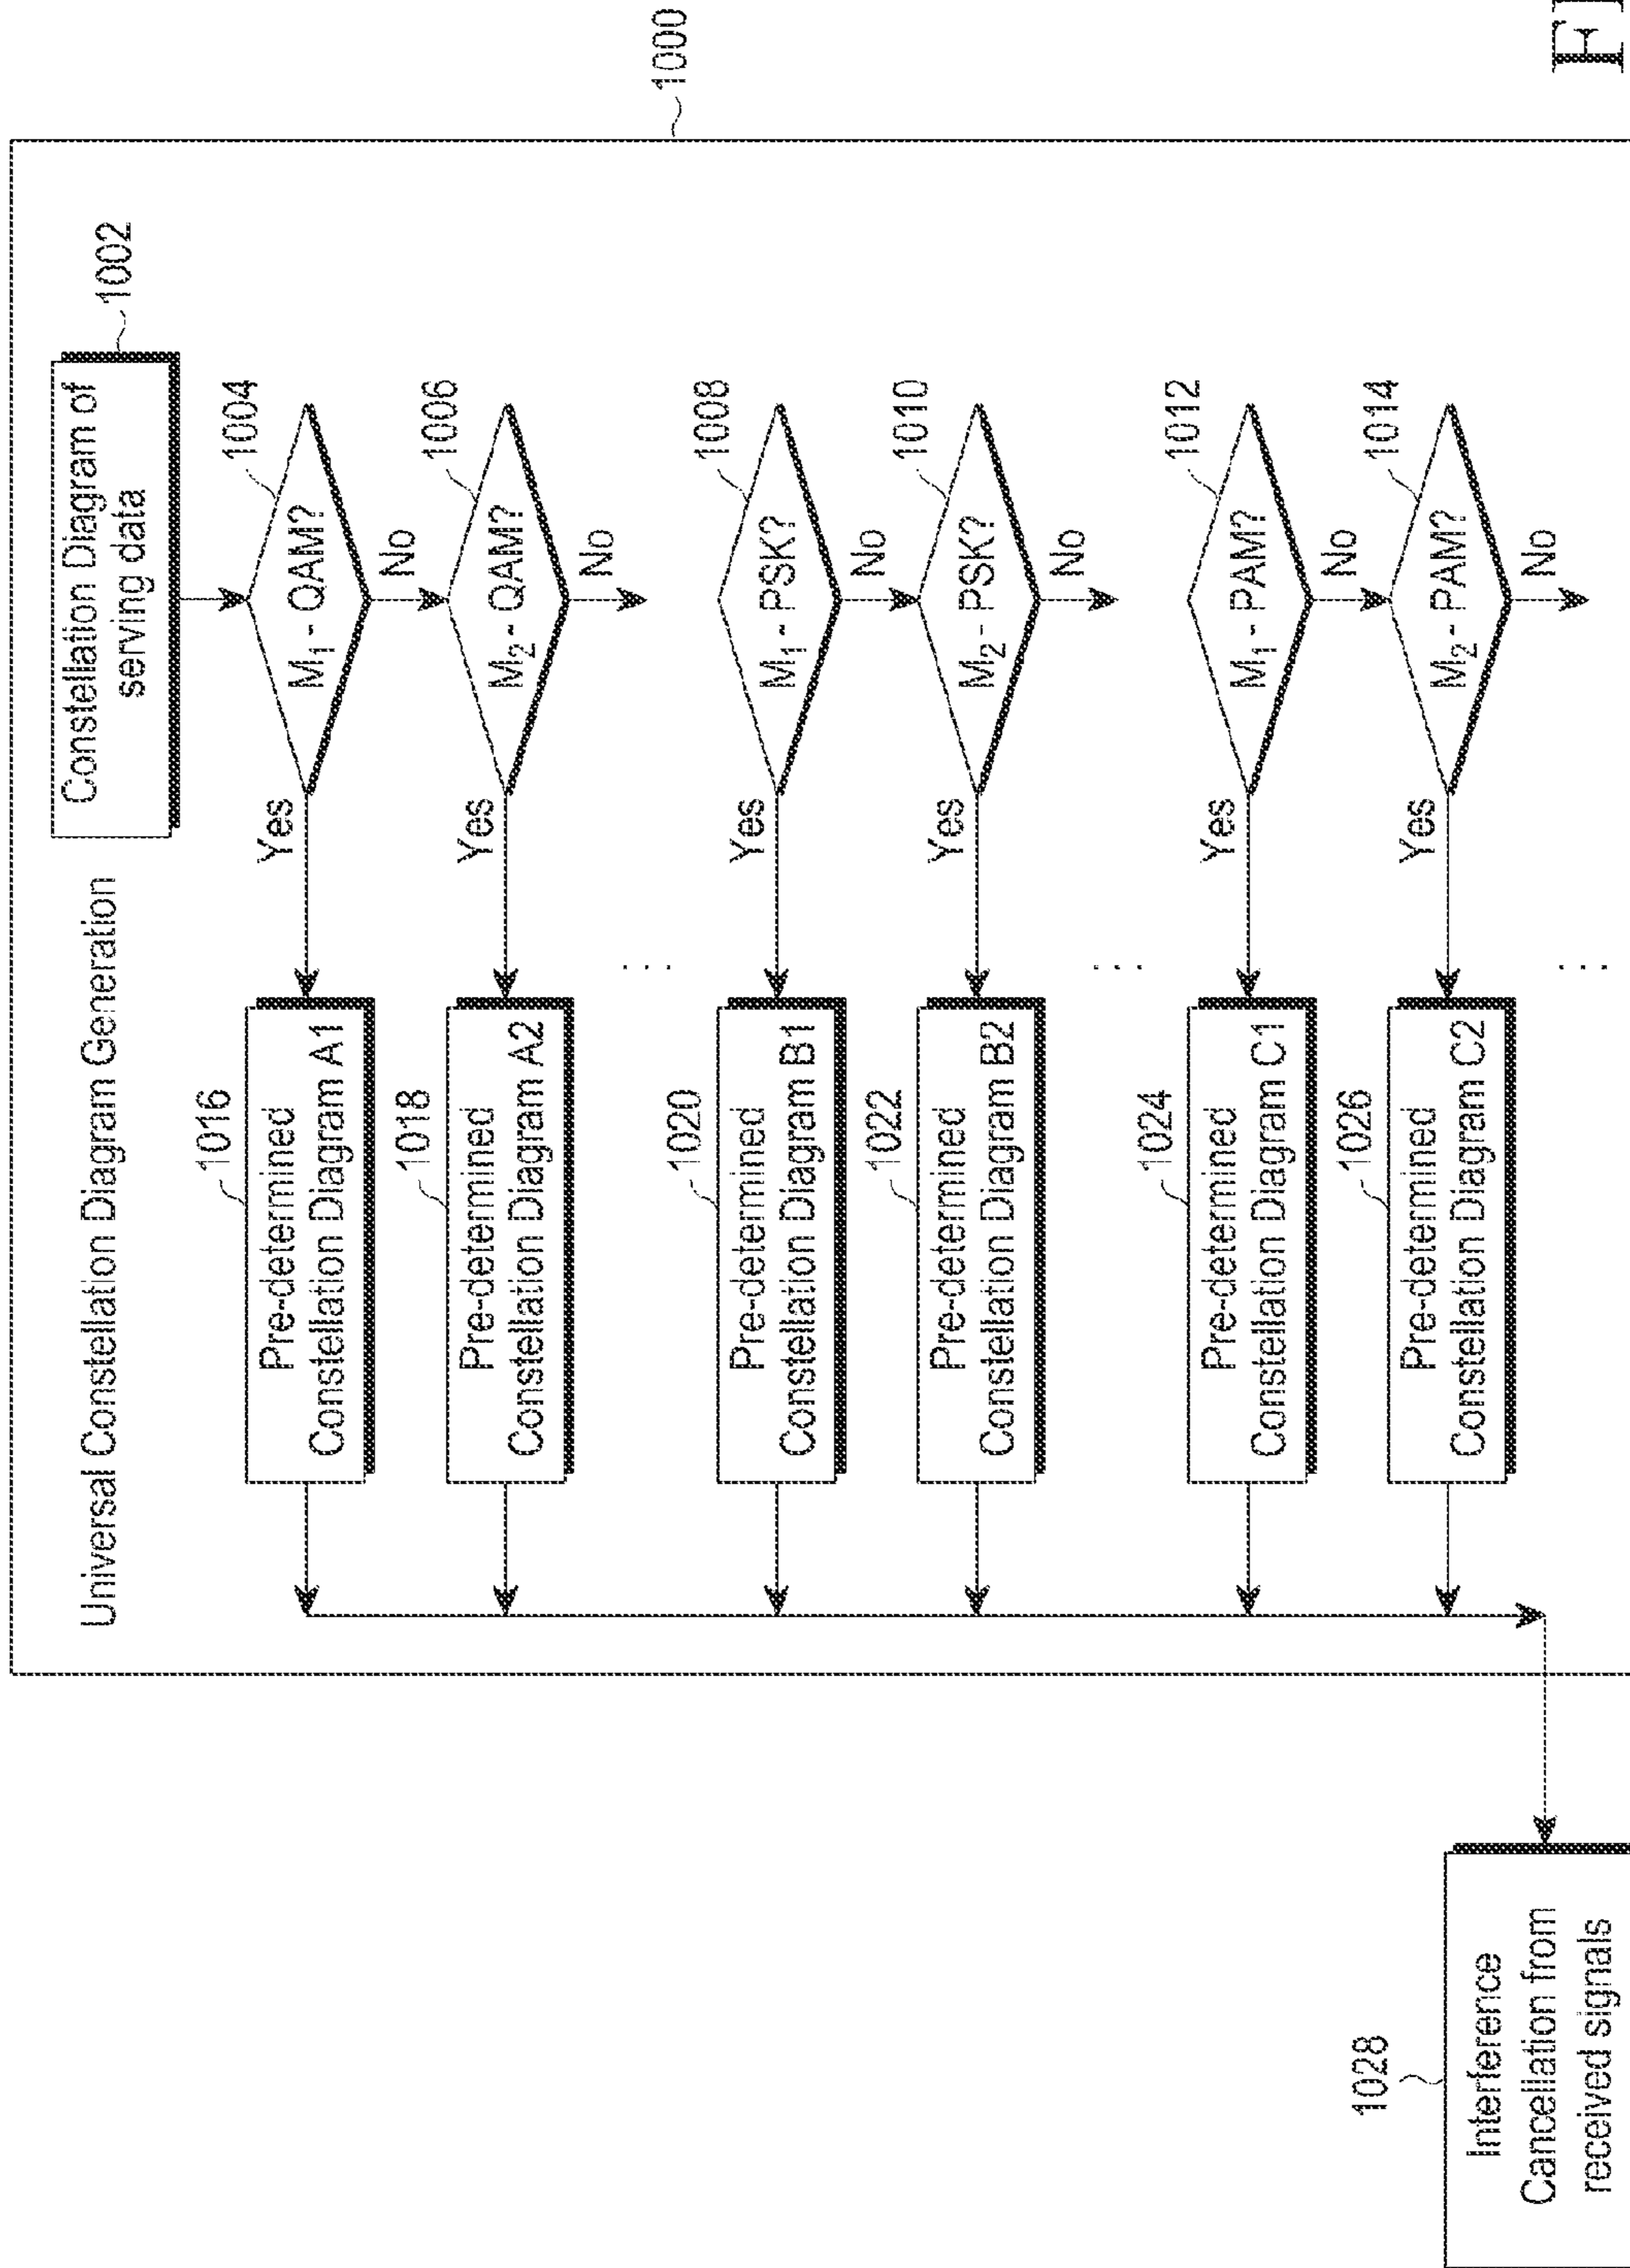 Universal Constellation Diagram Generation
1000
Constellation Diagram of
serving data
1002
M1 - QAM?
1004
Yes
No
Pre-determined
Constellation Diagram A1
1016
M2 - QAM?
1006
Yes
No
Pre-determined
Constellation Diagram A2
1018
. . .
M1 - PSK?
1008
Yes
No
Pre-determined
Constellation Diagram B1
1020
M2 - PSK?
1010
Yes
No
Pre-determined
Constellation Diagram B2
1022
. . .
M1 - PAM?
1012
Yes
No
Pre-determined
Constellation Diagram C1
1024
M2 - PAM?
1014
Yes
No
Pre-determined
Constellation Diagram C2
1026
. . .
1028
Interference
Cancellation from
received signals